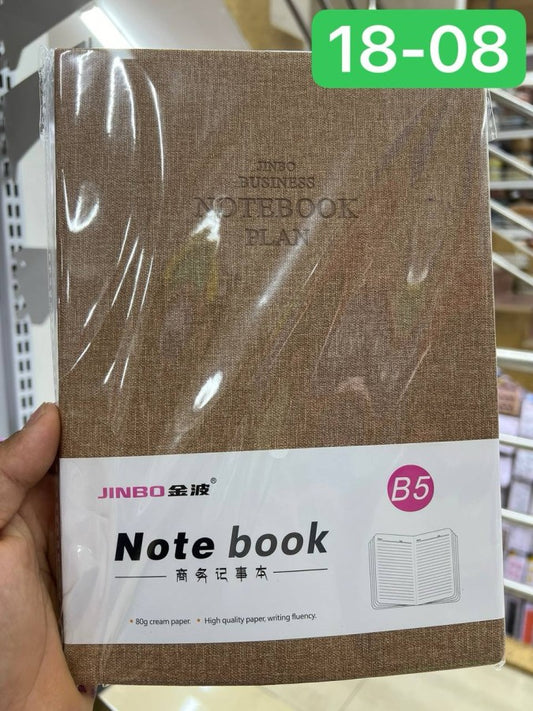 18-08
JINBO
BUSINESS
NOTEBOOK
PLAN
JINBO金波®
B5
Note book
商务记事本
• 80g cream paper. • High quality paper, writing fluency.